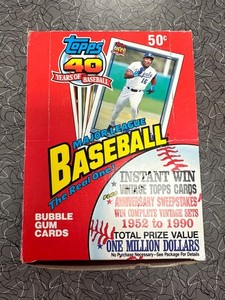 Topps
50¢
40
YEARS OF BASEBALL
MAJOR LEAGUE
BASEBALL
The Real One!
INSTANT WIN
VINTAGE TOPPS CARDS
ANNIVERSARY SWEEPSTAKES
WIN COMPLETE VINTAGE SETS
1952 to 1990
BUBBLE
GUM
CARDS
TOTAL PRIZE VALUE
ONE MILLION DOLLARS
No Purchase Necessary—See Package For Details